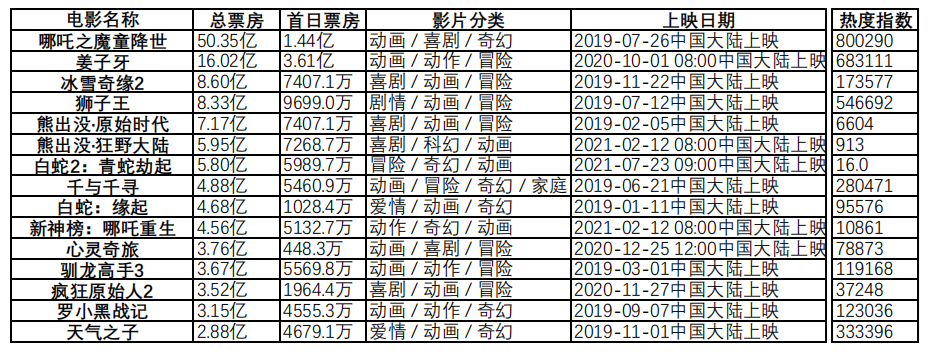 电影名称 总票房 首日票房 影片分类 上映日期 热度指数
哪吒之魔童降世 50.35亿 1.44亿 动画 / 喜剧 / 奇幻 2019-07-26中国大陆上映 800290
姜子牙 16.02亿 3.61亿 动画 / 动作 / 冒险 2020-10-01 08:00中国大陆上映 683111
冰雪奇缘2 8.60亿 7407.1万 喜剧 / 动画 / 冒险 2019-11-22中国大陆上映 173577
狮子王 8.33亿 9699.0万 剧情 / 动画 / 冒险 2019-07-12中国大陆上映 546692
熊出没·原始时代 7.17亿 7407.1万 喜剧 / 动画 / 冒险 2019-02-05中国大陆上映 6604
熊出没·狂野大陆 5.95亿 7268.7万 喜剧 / 科幻 / 动画 2021-02-12 08:00中国大陆上映 913
白蛇2：青蛇劫起 5.80亿 5989.7万 冒险 / 奇幻 / 动画 2021-07-23 09:00中国大陆上映 16.0
千与千寻 4.88亿 5460.9万 动画 / 冒险 / 奇幻 / 家庭 2019-06-21中国大陆上映 280471
白蛇：缘起 4.68亿 1028.4万 爱情 / 动画 / 奇幻 2019-01-11中国大陆上映 95576
新神榜：哪吒重生 4.56亿 5132.7万 动作 / 奇幻 / 动画 2021-02-12 08:00中国大陆上映 10861
心灵奇旅 3.76亿 448.3万 动画 / 喜剧 / 冒险 2020-12-25 12:00中国大陆上映 78873
驯龙高手3 3.67亿 5569.8万 动画 / 动作 / 冒险 2019-03-01中国大陆上映 119168
疯狂原始人2 3.52亿 1964.4万 喜剧 / 动画 / 冒险 2020-11-27中国大陆上映 37248
罗小黑战记 3.15亿 4555.3万 动画 / 动作 / 奇幻 2019-09-07中国大陆上映 123036
天气之子 2.88亿 4679.1万 爱情 / 动画 / 奇幻 2019-11-01中国大陆上映 333396